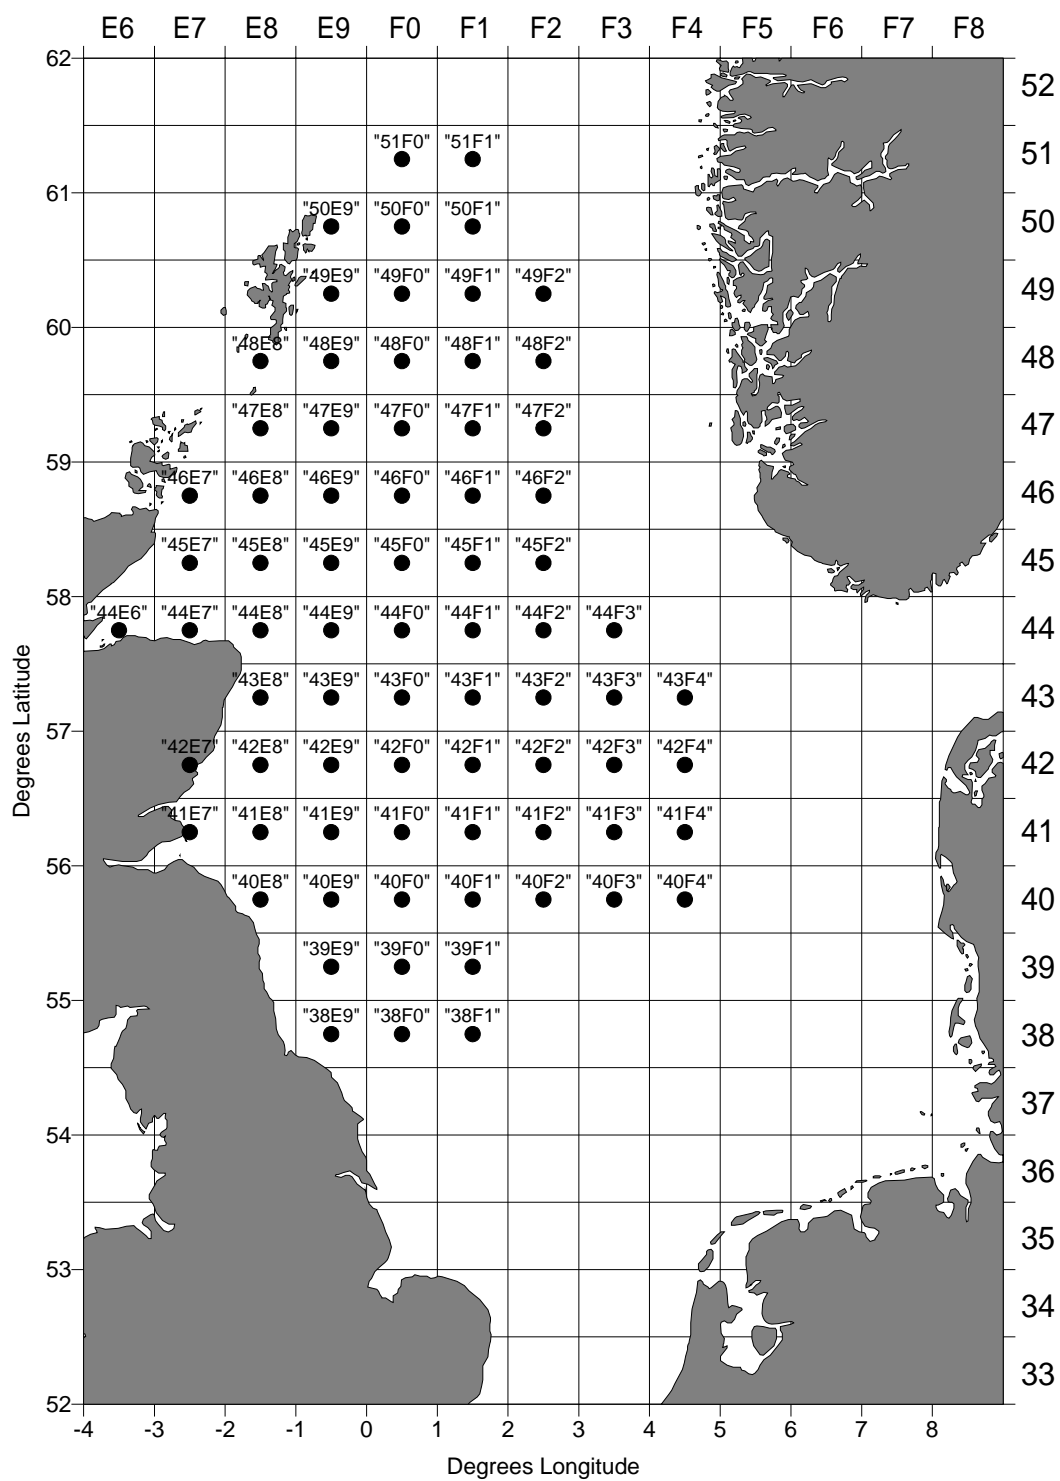 E6 E7 E8 E9 F0 F1 F2 F3 F4 F5 F6 F7 F8
62
52
"51F0" "51F1"
51
61
"50E9" "50F0" "50F1"
50
"49E9" "49F0" "49F1" "49F2"
49
60
"48E8" "48E9" "48F0" "48F1" "48F2"
48
"47E8" "47E9" "47F0" "47F1" "47F2"
47
59
"46E7" "46E8" "46E9" "46F0" "46F1" "46F2"
46
"45E7" "45E8" "45E9" "45F0" "45F1" "45F2"
45
58
"44E6" "44E7" "44E8" "44E9" "44F0" "44F1" "44F2" "44F3"
44
"43E8" "43E9" "43F0" "43F1" "43F2" "43F3" "43F4"
43
Degrees Latitude
57
"42E7" "42E8" "42E9" "42F0" "42F1" "42F2" "42F3" "42F4"
42
"41E7" "41E8" "41E9" "41F0" "41F1" "41F2" "41F3" "41F4"
41
56
"40E8" "40E9" "40F0" "40F1" "40F2" "40F3" "40F4"
40
"39E9" "39F0" "39F1"
39
55
"38E9" "38F0" "38F1"
38
37
54
36
35
53
34
33
52
-4 -3 -2 -1 0 1 2 3 4 5 6 7 8
Degrees Longitude